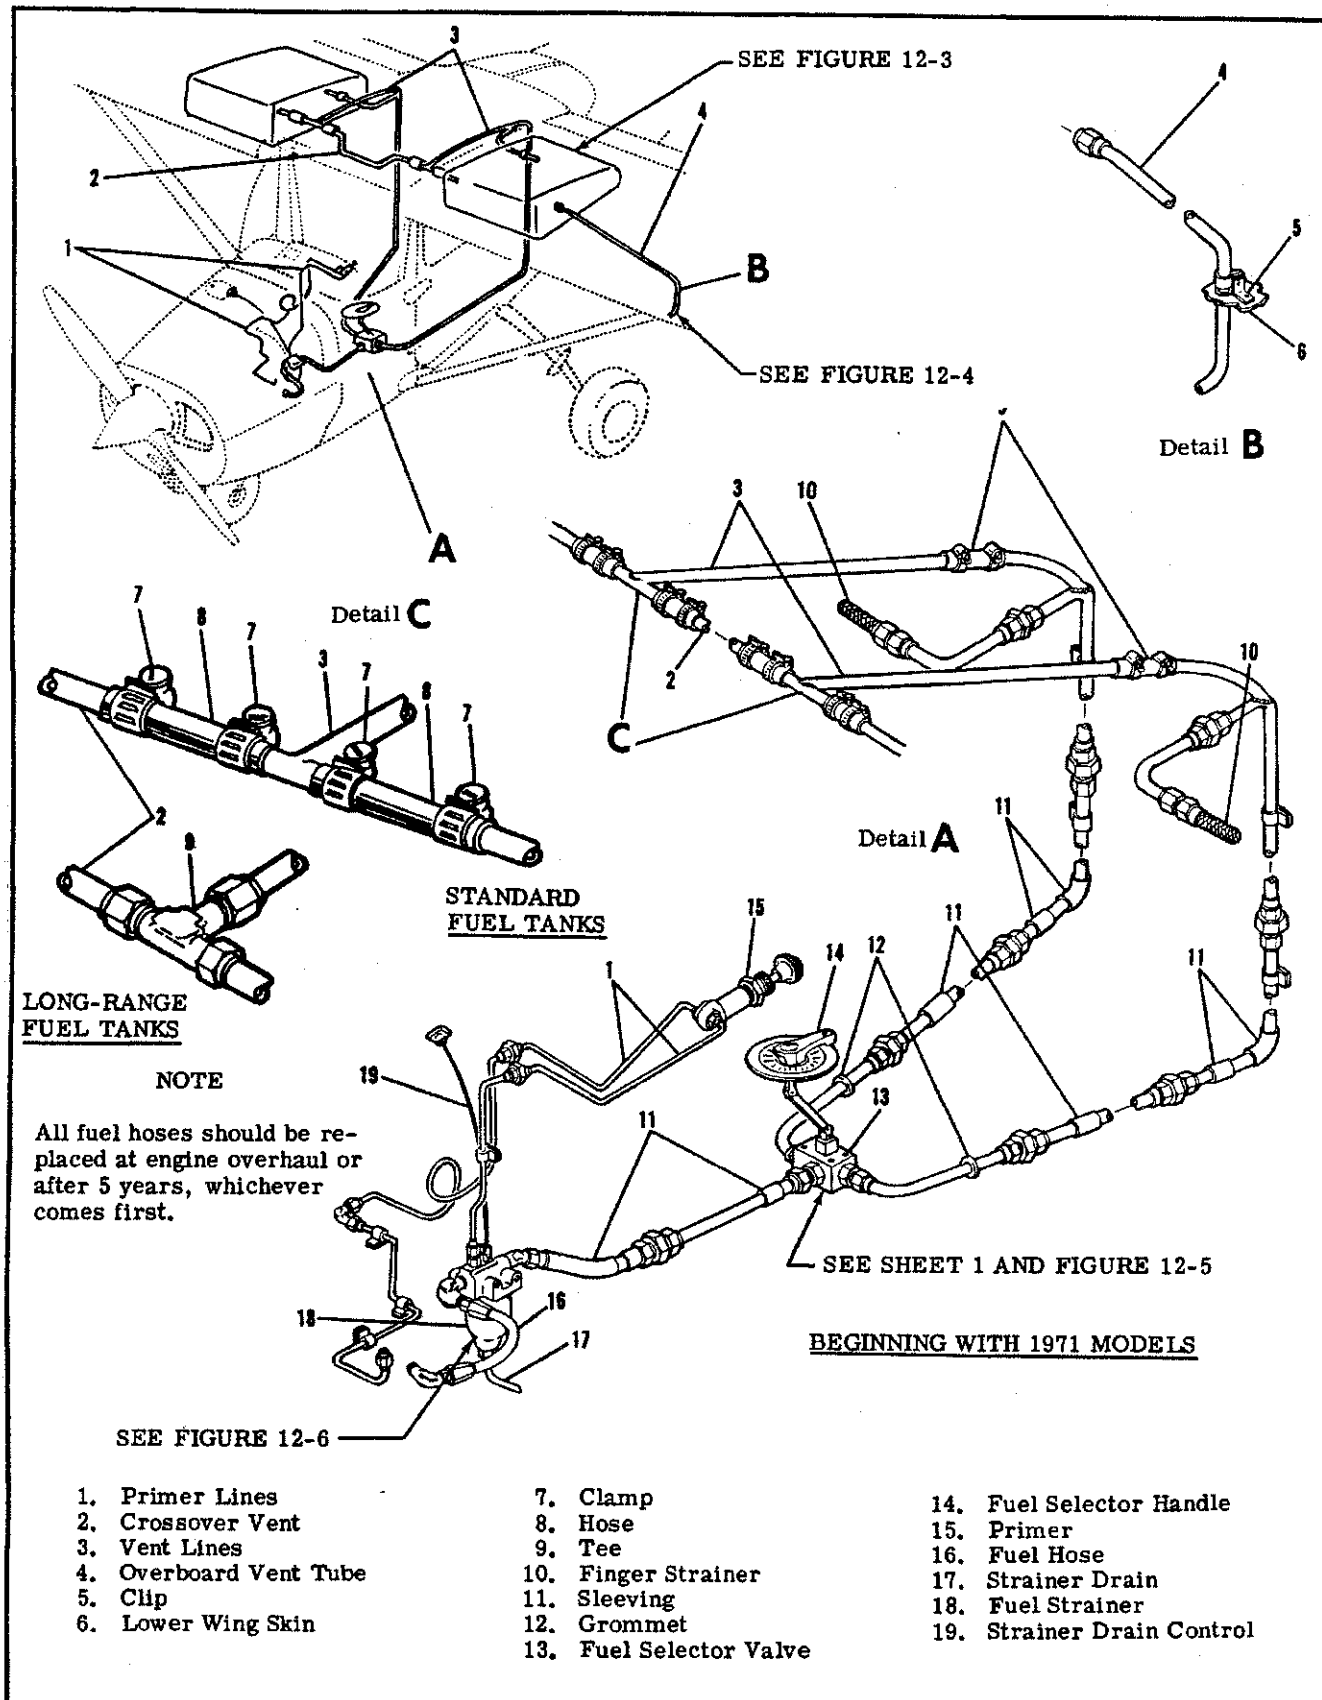 3
SEE FIGURE 12-3
4
4
2
1
5
B
6
SEE FIGURE 12-4
Detail B
A
3
10
7
8
Detail C
7
3
7
8
7
10
2
C
2
9
Detail A
11
STANDARD
FUEL TANKS
15
14
12
11
11
LONG-RANGE
FUEL TANKS
1
NOTE
19
13
All fuel hoses should be re-
placed at engine overhaul or
after 5 years, whichever
comes first.
11
SEE SHEET 1 AND FIGURE 12-5
18
16
17
BEGINNING WITH 1971 MODELS
SEE FIGURE 12-6
1. Primer Lines
2. Crossover Vent
3. Vent Lines
4. Overboard Vent Tube
5. Clip
6. Lower Wing Skin
7. Clamp
8. Hose
9. Tee
10. Finger Strainer
11. Sleeving
12. Grommet
13. Fuel Selector Valve
14. Fuel Selector Handle
15. Primer
16. Fuel Hose
17. Strainer Drain
18. Fuel Strainer
19. Strainer Drain Control